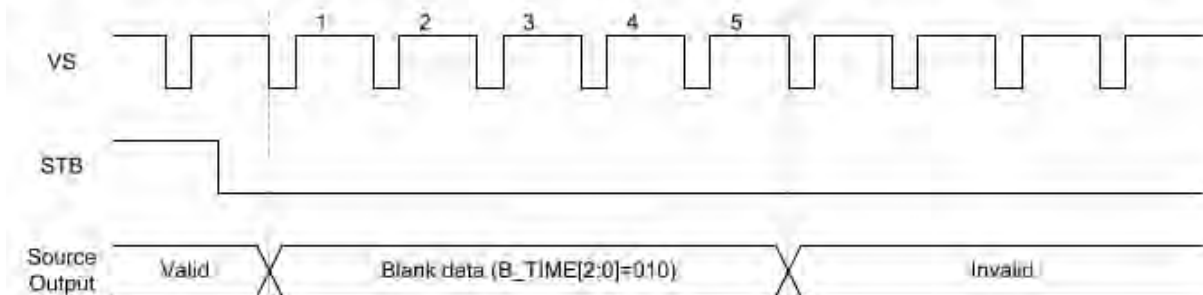 1 2 3 4 5
VS
STB
Source
Output
Valid
Blank data (B_TIME[2:0]=010)
Invalid